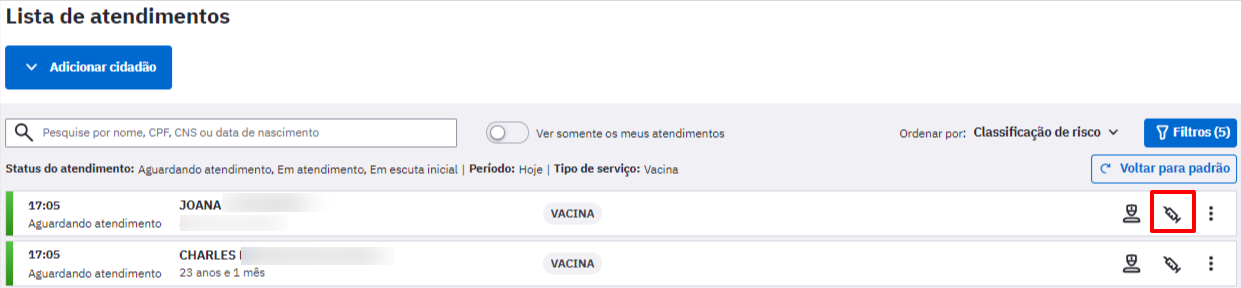 Lista de atendimentos
Adicionar cidadão
Pesquise por nome, CPF, CNS ou data de nascimento
Ver somente os meus atendimentos
Ordenar por: Classificação de risco
Filtros (5)
Status do atendimento: Aguardando atendimento, Em atendimento, Em escuta inicial | Período: Hoje | Tipo de serviço: Vacina
Voltar para padrão
17:05
JOANA
VACINA
Aguardando atendimento
17:05
CHARLES
VACINA
Aguardando atendimento
23 anos e 1 mês